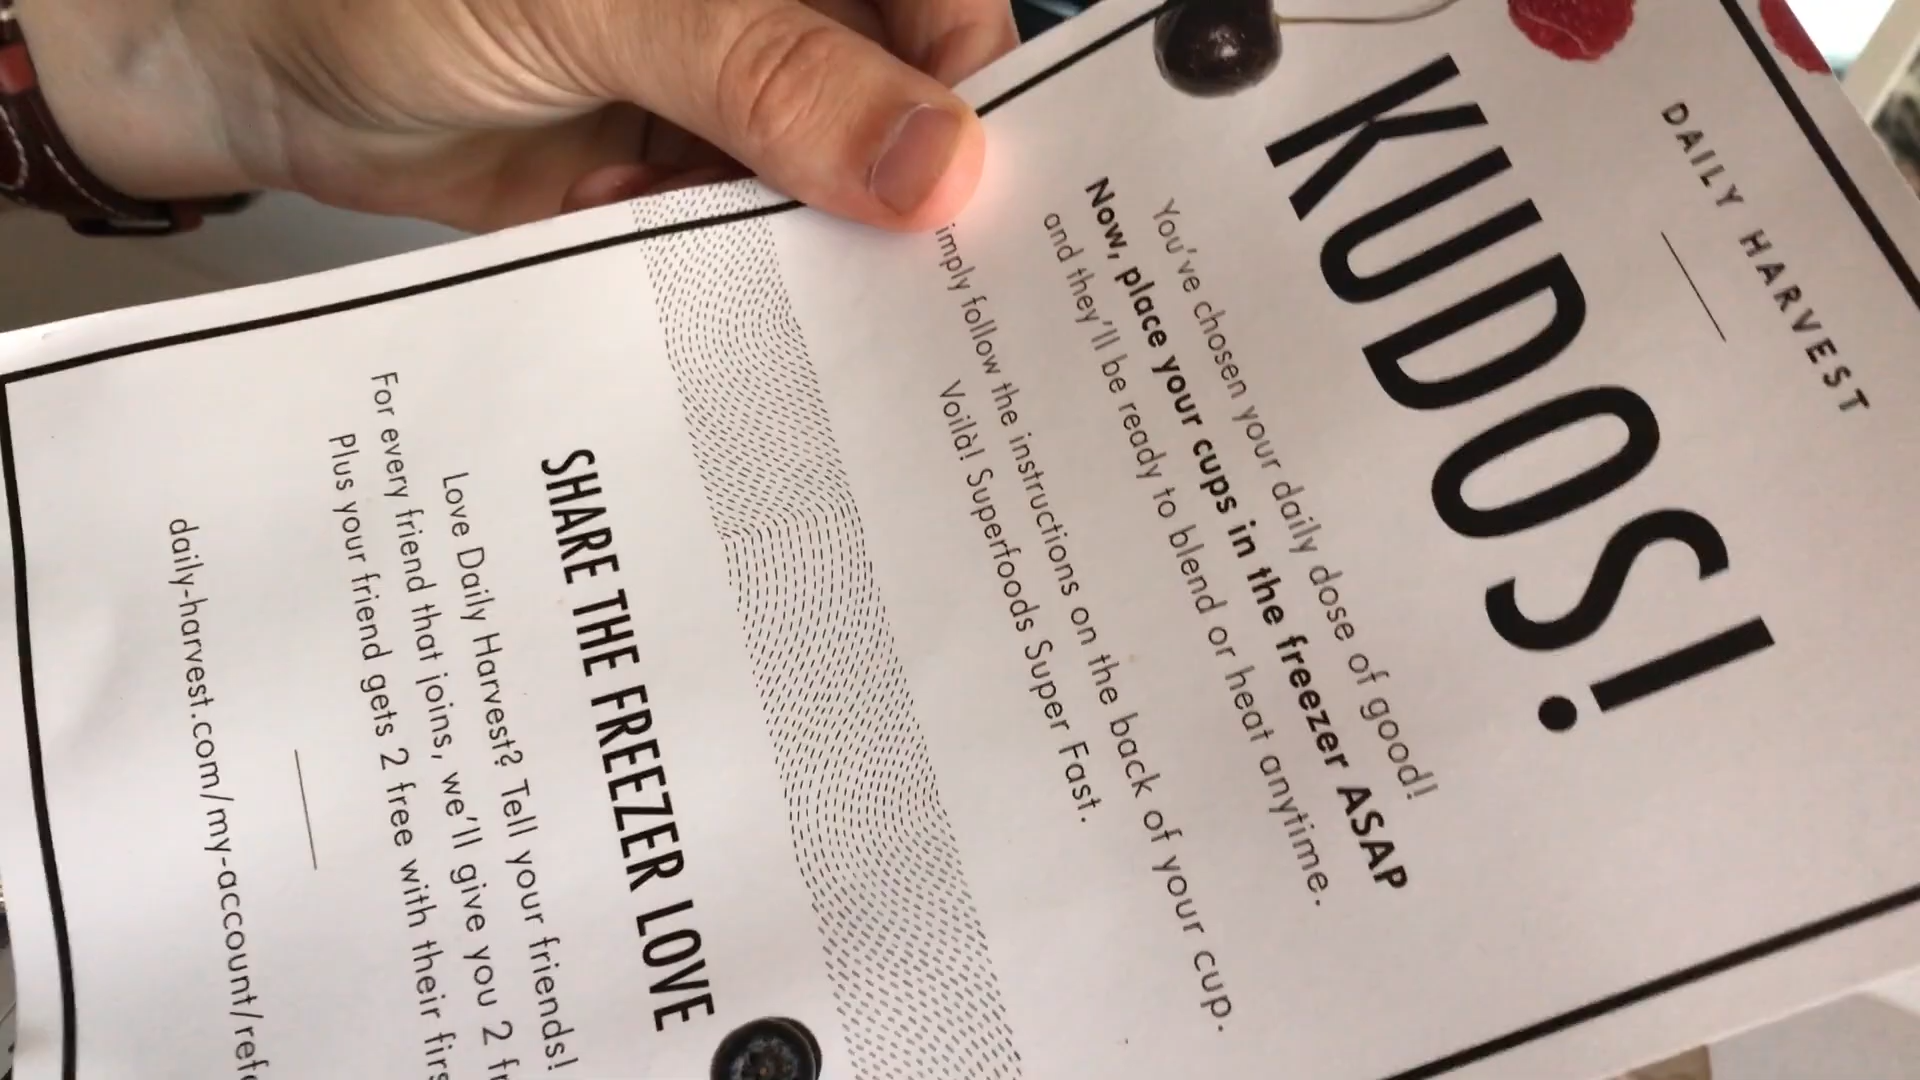 DAILY HARVEST
KUDOS!
You've chosen your daily dose of good!
Now, place your cups in the freezer ASAP
and they'll be ready to blend or heat anytime.
imply follow the instructions on the back of your cup.
Voilà! Superfoods Super Fast.
SHARE THE FREEZER LOVE
Love Daily Harvest? Tell your friends!
For every friend that joins, we'll give you 2
Plus your friend gets 2 free with their
daily-harvest.com/my-account/